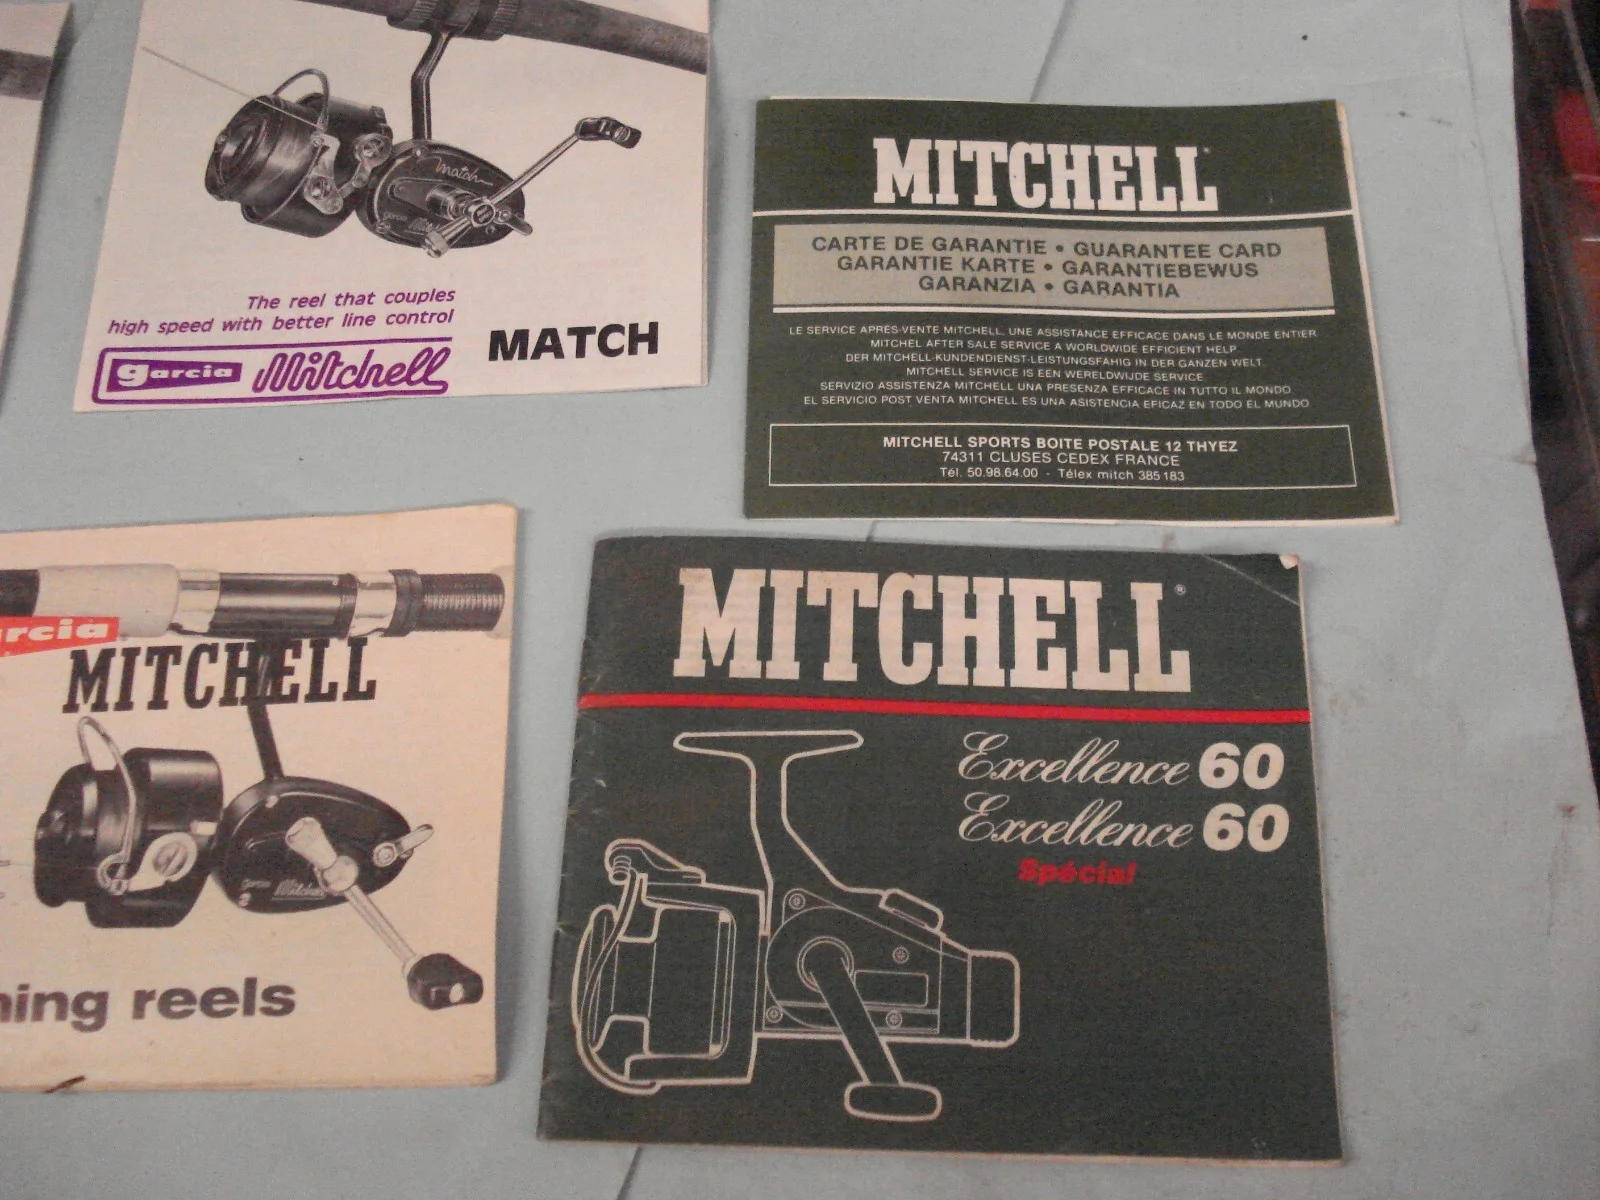 Match
garcia Mitchell
The reel that couples
high speed with better line control
garcia Mitchell
MATCH
MITCHELL
CARTE DE GARANTIE • GUARANTEE CARD
GARANTIE KARTE • GARANTIEBEWUS
GARANZIA • GARANTIA
LE SERVICE APRÈS-VENTE MITCHELL, UNE ASSISTANCE EFFICACE DANS LE MONDE ENTIER
MITCHEL AFTER SALE SERVICE A WORLDWIDE EFFICIENT HELP
DER MITCHELL-KUNDENDIENST-LEISTUNGSFÄHIG IN DER GANZEN WELT
MITCHELL SERVICE IS EEN WERELDWIJDE SERVICE
SERVIZIO ASSISTENZA MITCHELL UNA PRESENZA EFFICACE IN TUTTO IL MONDO
EL SERVICIO POST VENTA MITCHELL ES UNA ASISTENCIA EFICAZ EN TODO EL MUNDO
MITCHELL SPORTS BOITE POSTALE 12 THYEZ
74311 CLUSES CEDEX FRANCE
Tél. 50.98.64.00 - Télex mitch 385 183
rcia
MITCHELL
garcia Mitchell
ning reels
MITCHELL®
Excellence 60
Excellence 60
Spécial